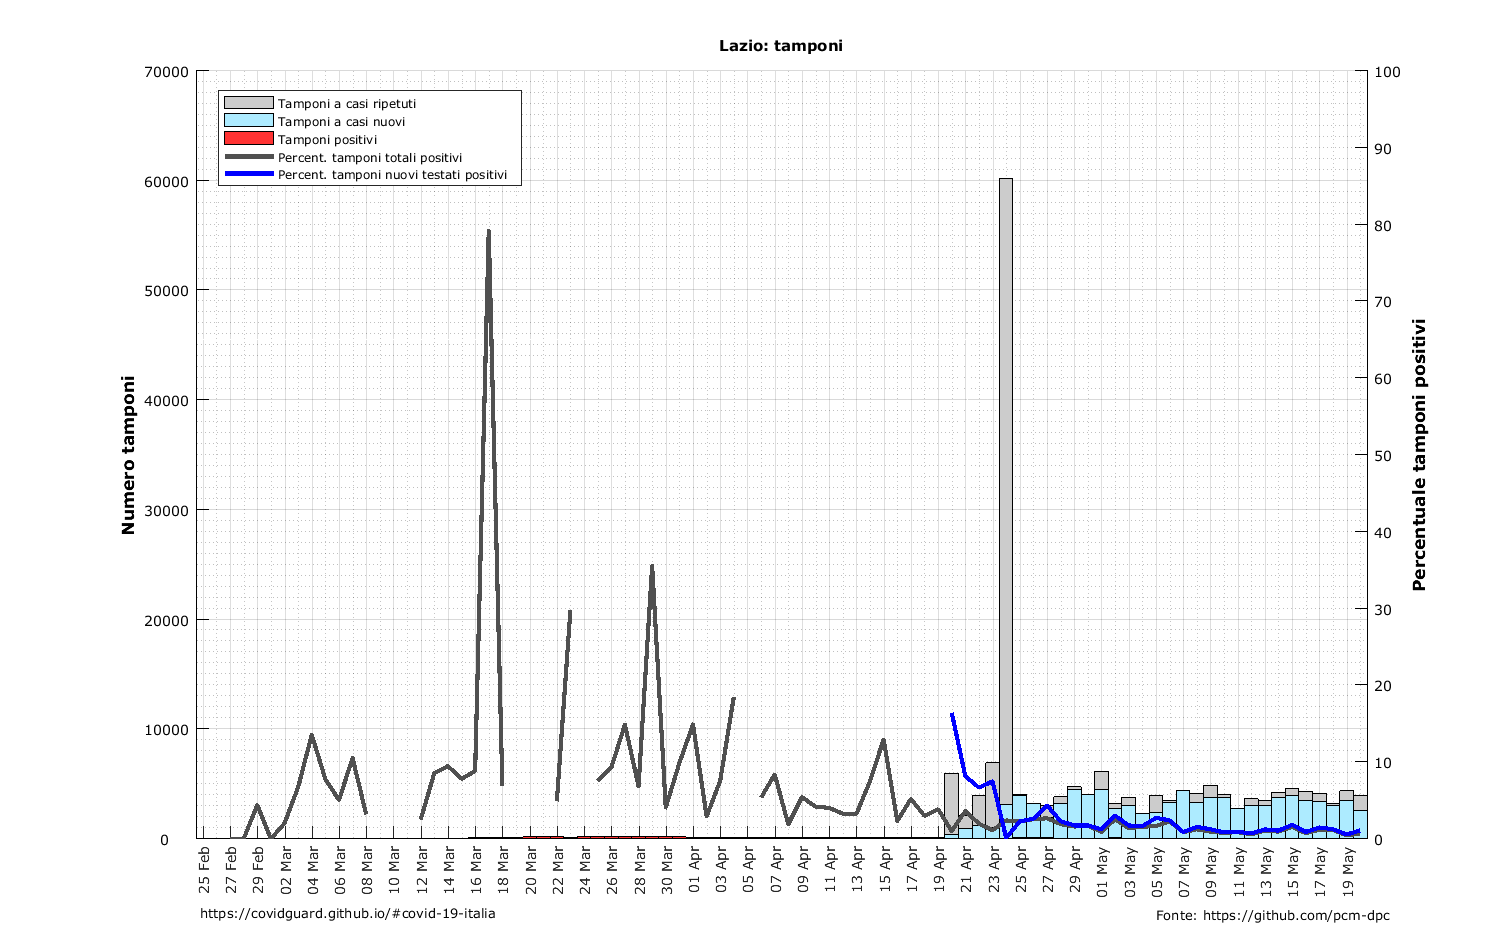 Lazio: tamponi
Tamponi a casi ripetuti
Tamponi a casi nuovi
Tamponi positivi
Percent. tamponi totali positivi
Percent. tamponi nuovi testati positivi
Numero tamponi
70000
60000
50000
40000
30000
20000
10000
0
Percentuale tamponi positivi
100
90
80
70
60
50
40
30
20
10
0
25 Feb
27 Feb
29 Feb
02 Mar
04 Mar
06 Mar
08 Mar
10 Mar
12 Mar
14 Mar
16 Mar
18 Mar
20 Mar
22 Mar
24 Mar
26 Mar
28 Mar
30 Mar
01 Apr
03 Apr
05 Apr
07 Apr
09 Apr
11 Apr
13 Apr
15 Apr
17 Apr
19 Apr
21 Apr
23 Apr
25 Apr
27 Apr
29 Apr
01 May
03 May
05 May
07 May
09 May
11 May
13 May
15 May
17 May
19 May
https://covidguard.github.io/#covid-19-italia
Fonte: https://github.com/pcm-dpc